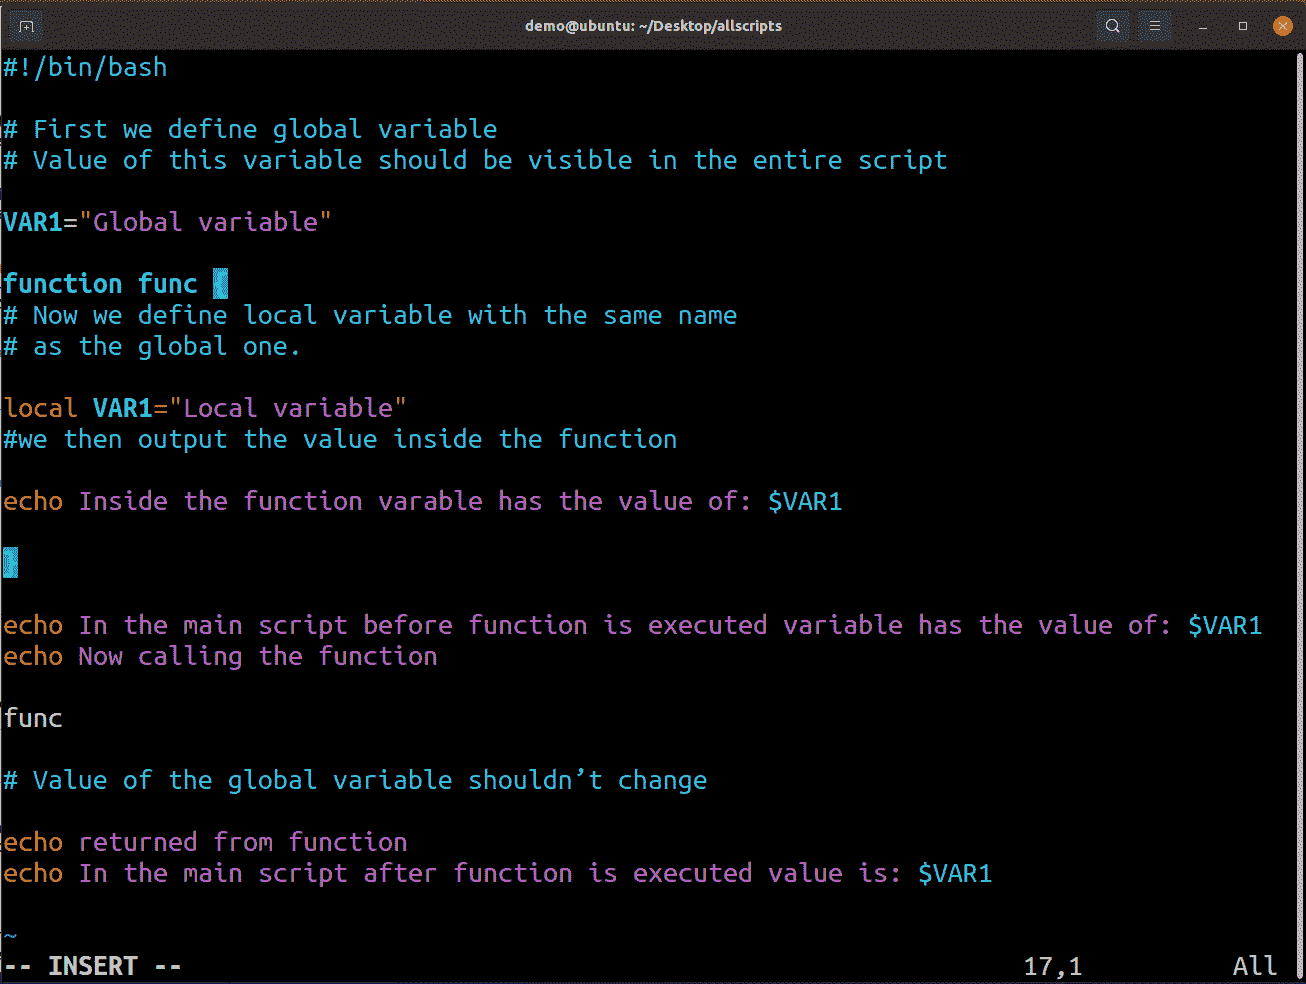 demo@ubuntu: ~/Desktop/allscripts
#!/bin/bash
# First we define global variable
# Value of this variable should be visible in the entire script
VAR1="Global variable"
function func {
# Now we define local variable with the same name
# as the global one.
local VAR1="Local variable"
#we then output the value inside the function
echo Inside the function varable has the value of: $VAR1
}
echo In the main script before function is executed variable has the value of: $VAR1
echo Now calling the function
func
# Value of the global variable shouldn’t change
echo returned from function
echo In the main script after function is executed value is: $VAR1
~
-- INSERT -- 17,1 All